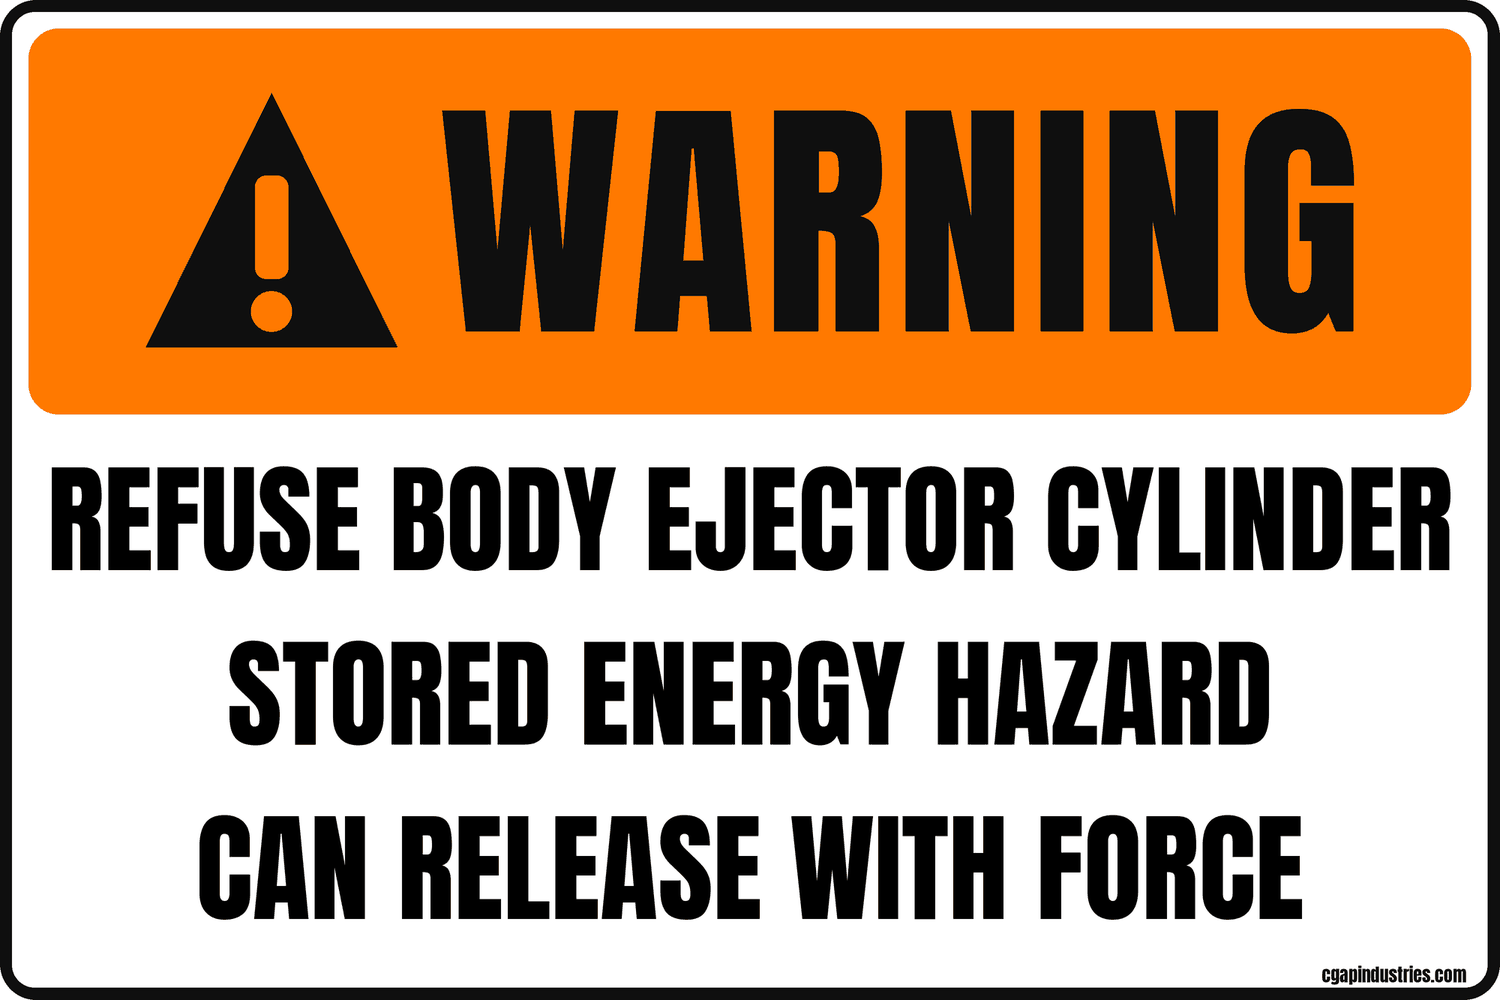 WARNING
REFUSE BODY EJECTOR CYLINDER
STORED ENERGY HAZARD
CAN RELEASE WITH FORCE
cgapindustries.com